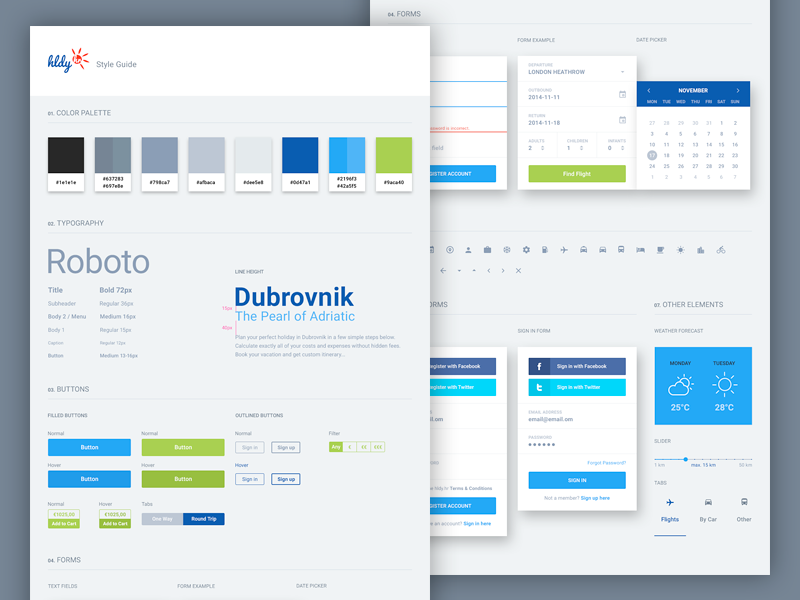 hldy
Style Guide
01. COLOR PALETTE
#1e1e1e
#637283
#697e8e
#798ca7
#afbaca
#dee5e8
#0d47a1
#2196f3
#42a5f5
#9aca40
02. TYPOGRAPHY
Roboto
Title
Bold 72px
Subheader
Regular 36px
Body 2 / Menu
Medium 16px
Body 1
Regular 15px
Caption
Regular 12px
Button
Medium 12-16px
LINE HEIGHT
Dubrovnik
The Pearl of Adriatic
Plan your perfect holiday in Dubrovnik in a few simple steps below.
Calculate exactly all of your costs and expenses without hidden fees.
Book your vacation and get custom itinerary...
03. BUTTONS
FILLED BUTTONS
OUTLINED BUTTONS
Normal
Normal
Normal
Filter
Button
Button
Sign in
Sign up
Any
€
€€
€€€
Hover
Hover
Hover
Button
Button
Sign in
Sign up
Normal
Hover
Tabs
€1025,00
Add to Cart
€1025,00
Add to Cart
One Way
Round Trip
04. FORMS
TEXT FIELDS
FORM EXAMPLE
DATE PICKER
04. FORMS
FORM EXAMPLE
DATE PICKER
DEPARTURE
LONDON HEATHROW
OUTBOUND
2014-11-11
RETURN
2014-11-18
ADULTS
CHILDREN
INFANTS
2
1
0
Find Flight
is incorrect
field
GISTER ACCOUNT
NOVEMBER
MON TUE WED THU FRI SAT SUN
27 28 29 30 31 1 2
3 4 5 6 7 8 9
10 11 12 13 14 15 16
17 18 19 20 21 22 23
24 25 26 27 28 29 30
1 2 3 4 5 6 7
ORMS
07. OTHER ELEMENTS
SIGN IN FORM
WEATHER FORECAST
egister with Facebook
egister with Twitter
Sign in with Facebook
Sign in with Twitter
EMAIL ADDRESS
email@email.om
PASSWORD
Forgot Password?
SIGN IN
Not a member? Sign up here
hldy hr Terms & Conditions
GISTER ACCOUNT
e an account? Sign in here
MONDAY
TUESDAY
25°C
28°C
SLIDER
1 km
max. 15 km
50 km
TABS
Flights
By Car
Other